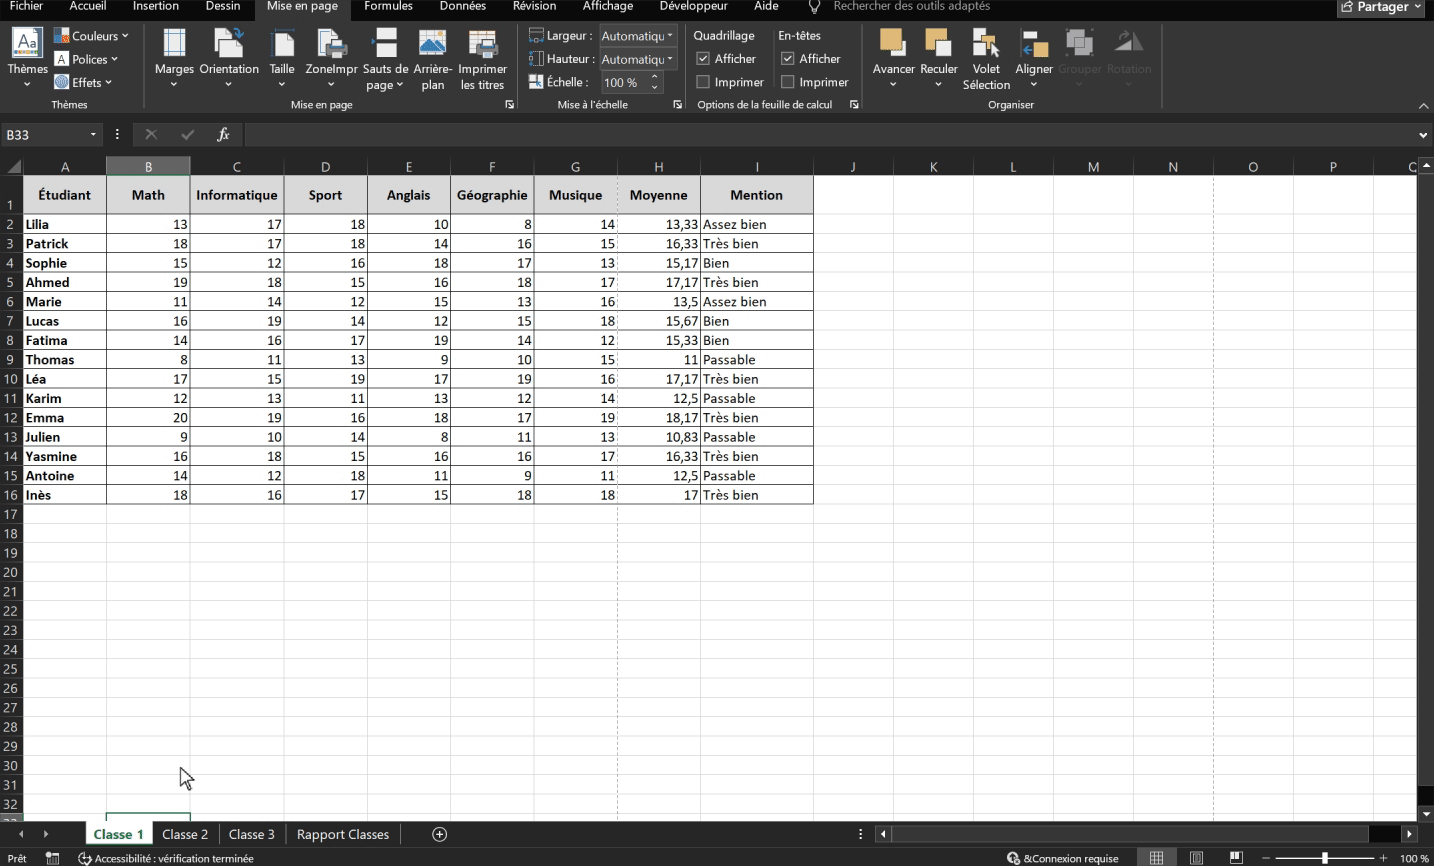 Fichier Accueil Insertion Dessin Mise en page Formules Données Révision Affichage Développeur Aide Rechercher des outils adaptés Partager
Thèmes
Couleurs
Polices
Effets
Thèmes
Marges
Orientation
Taille
ZoneImpr
Sauts de page
Arrière-plan
Imprimer les titres
Mise en page
Largeur : Automatiqu
Hauteur : Automatiqu
Échelle : 100 %
Mise à l'échelle
Quadrillage
Afficher
Imprimer
En-têtes
Afficher
Imprimer
Options de la feuille de calcul
Avancer
Reculer
Volet Sélection
Aligner
Grouper
Rotation
Organiser
B33 fx
A B C D E F G H I J K L M N O P Q
1 Étudiant Math Informatique Sport Anglais Géographie Musique Moyenne Mention
2 Lilia 13 17 18 10 8 14 13,33 Assez bien
3 Patrick 18 17 18 14 16 15 16,33 Très bien
4 Sophie 15 12 16 18 17 13 15,17 Bien
5 Ahmed 19 18 15 16 18 17 17,17 Très bien
6 Marie 11 14 12 15 13 16 13,5 Assez bien
7 Lucas 16 19 14 12 15 18 15,67 Bien
8 Fatima 14 16 17 19 14 12 15,33 Bien
9 Thomas 8 11 13 9 10 15 11 Passable
10 Léa 17 15 19 17 19 16 17,17 Très bien
11 Karim 12 13 11 13 12 14 12,5 Passable
12 Emma 20 19 16 18 17 19 18,17 Très bien
13 Julien 9 10 14 8 11 13 10,83 Passable
14 Yasmine 16 18 15 16 16 17 16,33 Très bien
15 Antoine 14 12 18 11 9 11 12,5 Passable
16 Inès 18 16 17 15 18 18 17 Très bien
17
18
19
20
21
22
23
24
25
26
27
28
29
30
31
32
Classe 1 Classe 2 Classe 3 Rapport Classes
Prêt Accessibilité : vérification terminée &Connexion requise 100 %